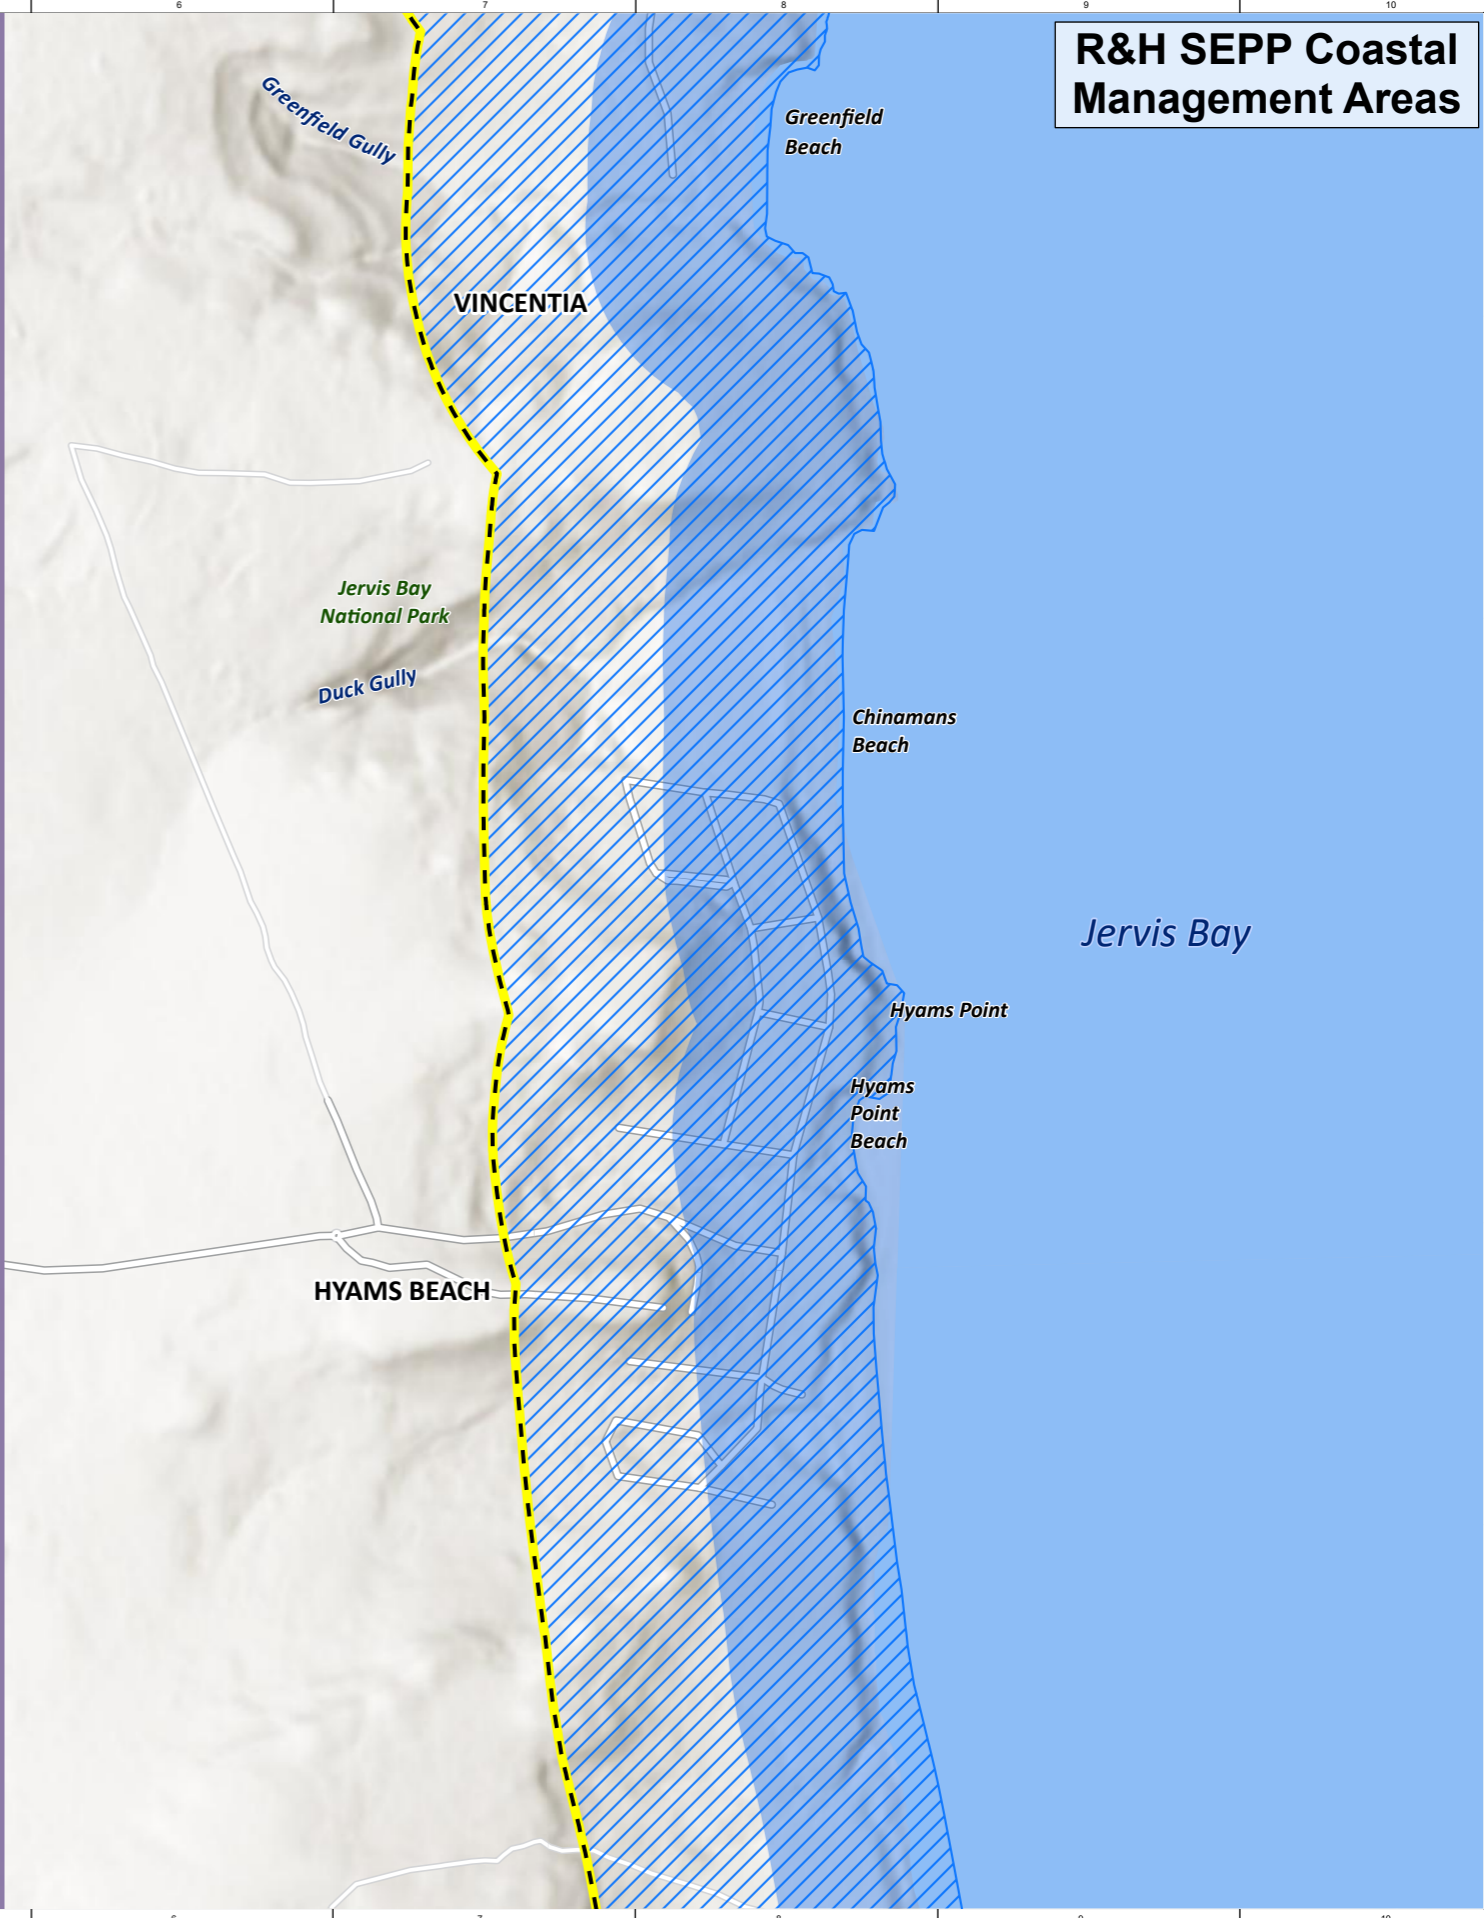 6 7 8 9 10
R&H SEPP Coastal
Management Areas
Greenfield Gully
Greenfield
Beach
VINCENTIA
Jervis Bay
National Park
Duck Gully
Chinamans
Beach
Jervis Bay
Hyams Point
Hyams
Point
Beach
HYAMS BEACH